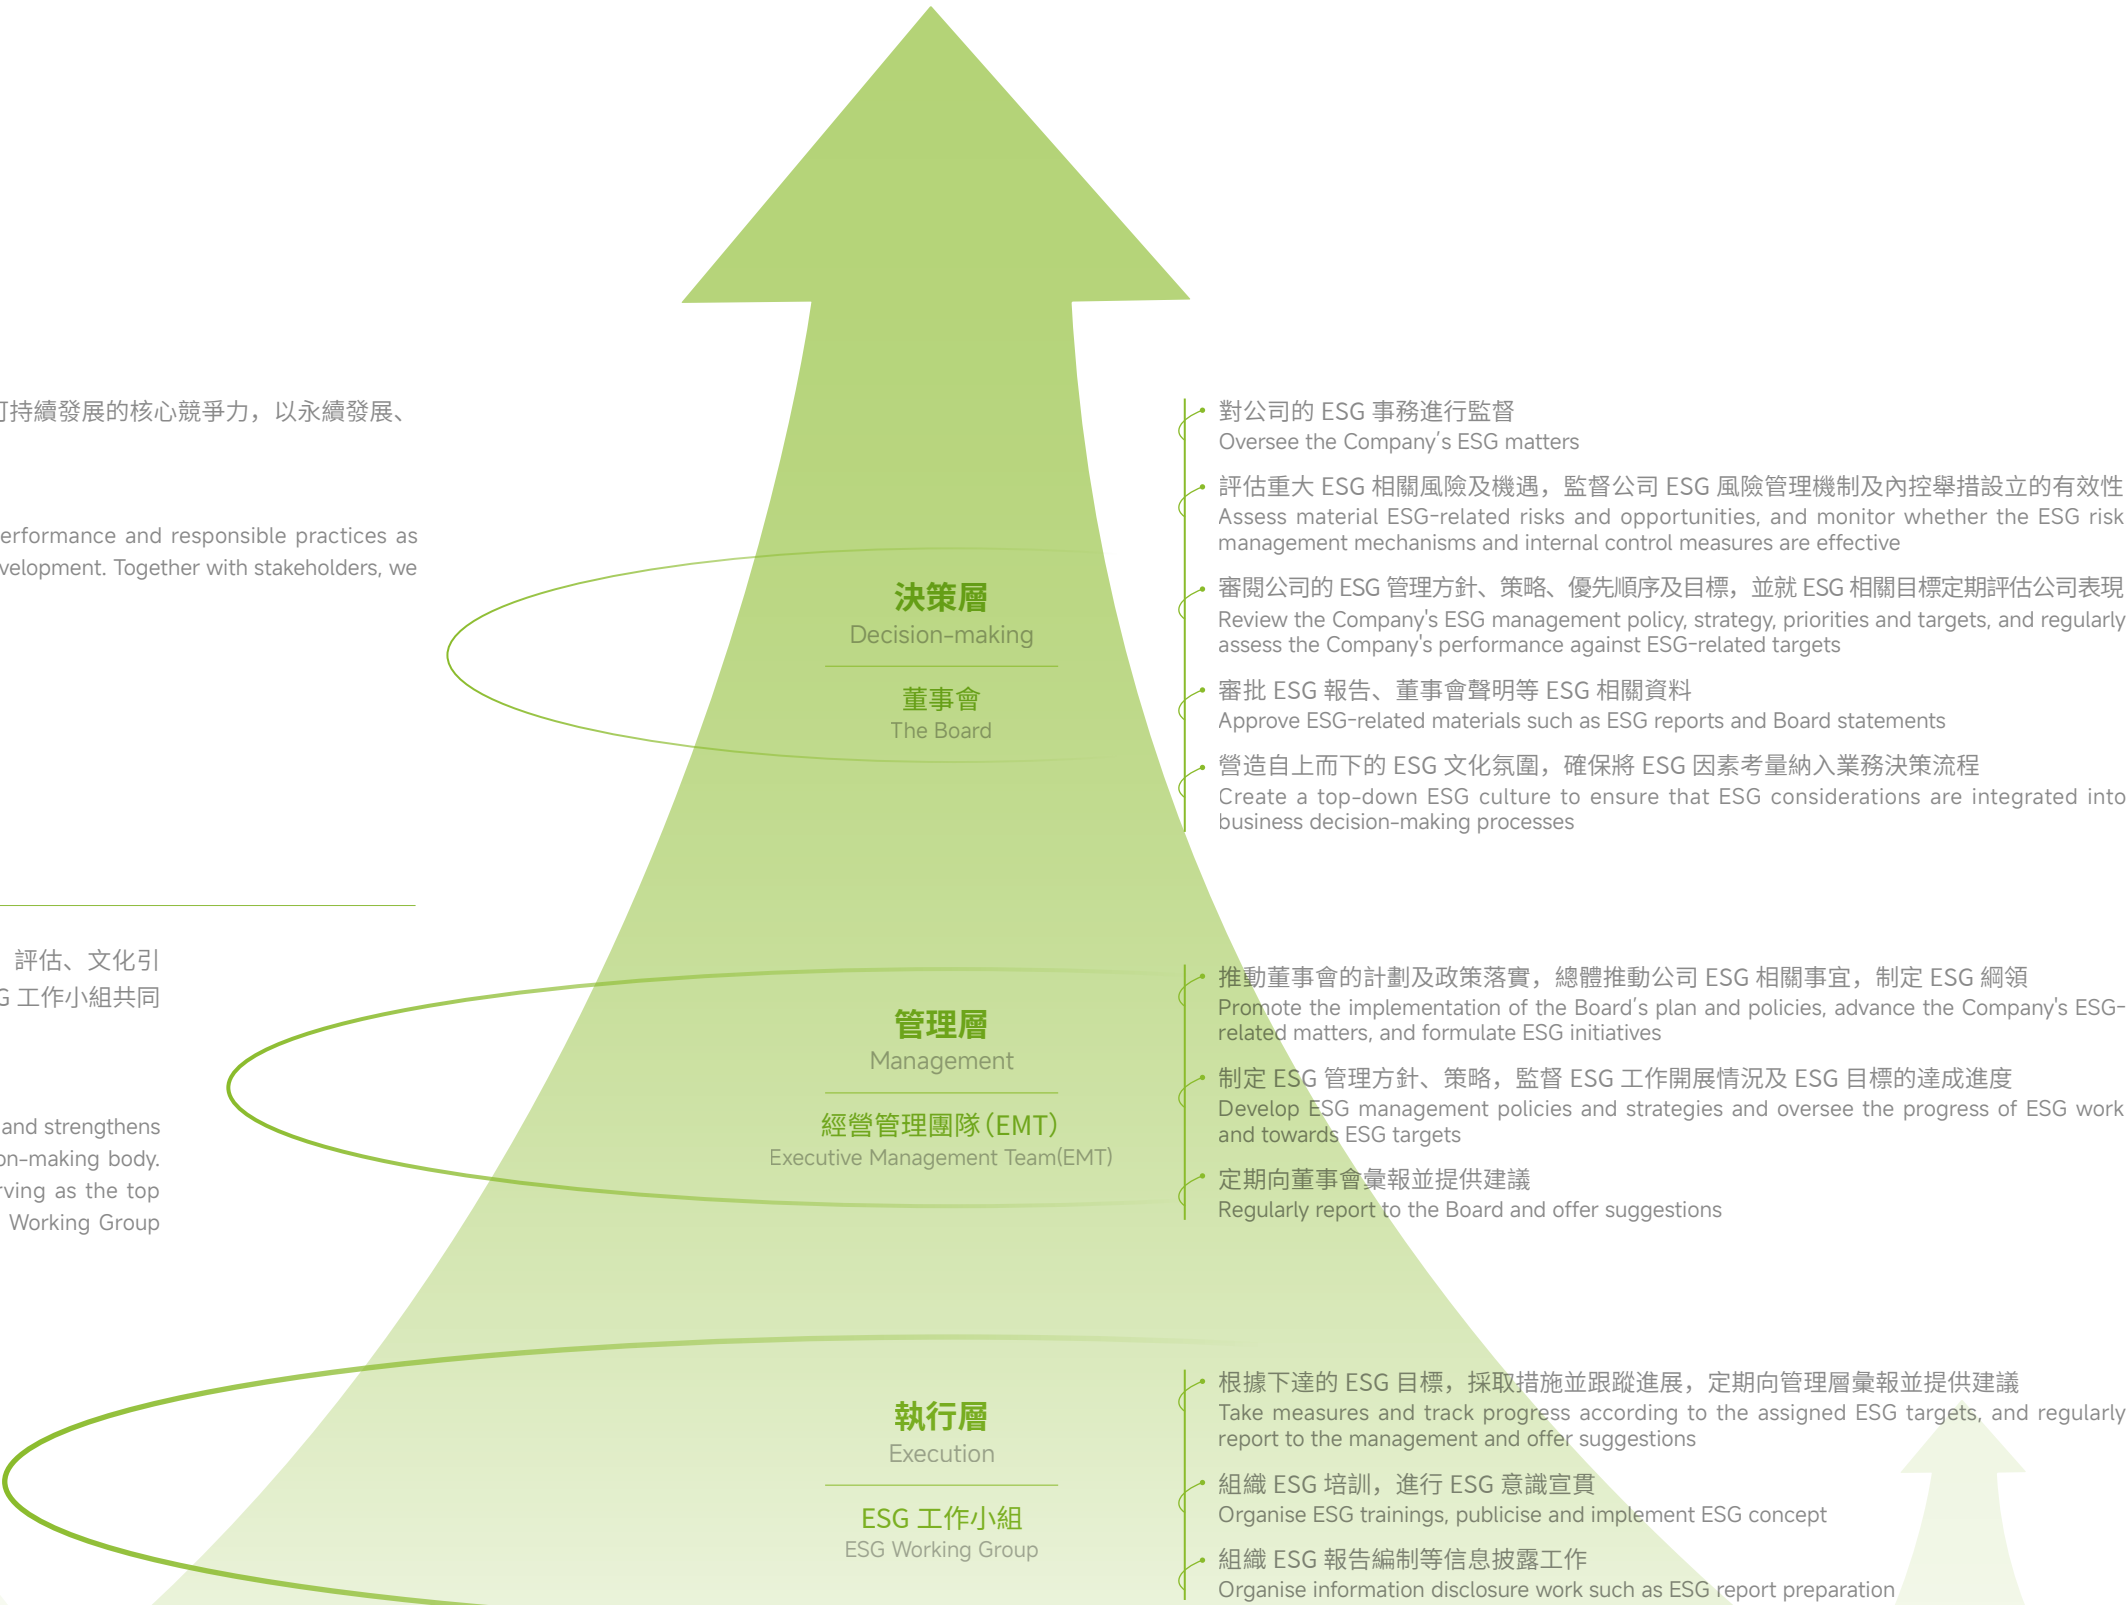 可持續發展的核心競爭力，以永續發展、
performance and responsible practices as
development. Together with stakeholders, we
評估、文化引
工作小組共同
and strengthens
making body.
as the top
Working Group
決策層
Decision-making
董事會
The Board
對公司的 ESG 事務進行監督
Oversee the Company's ESG matters
評估重大 ESG 相關風險及機遇，監督公司 ESG 風險管理機制及內控舉措設立的有效性
Assess material ESG-related risks and opportunities, and monitor whether the ESG risk
management mechanisms and internal control measures are effective
審閱公司的 ESG 管理方針、策略、優先順序及目標，並就 ESG 相關目標定期評估公司表現
Review the Company's ESG management policy, strategy, priorities and targets, and regularly
assess the Company's performance against ESG-related targets
審批 ESG 報告、董事會聲明等 ESG 相關資料
Approve ESG-related materials such as ESG reports and Board statements
營造自上而下的 ESG 文化氛圍，確保將 ESG 因素考量納入業務決策流程
Create a top-down ESG culture to ensure that ESG considerations are integrated into
business decision-making processes
管理層
Management
經營管理團隊（EMT）
Executive Management Team(EMT)
推動董事會的計劃及政策落實，總體推動公司 ESG 相關事宜，制定 ESG 綱領
Promote the implementation of the Board's plan and policies, advance the Company's ESG-
related matters, and formulate ESG initiatives
制定 ESG 管理方針、策略，監督 ESG 工作開展情況及 ESG 目標的達成進度
Develop ESG management policies and strategies and oversee the progress of ESG work
and towards ESG targets
定期向董事會彙報並提供建議
Regularly report to the Board and offer suggestions
執行層
Execution
ESG 工作小組
ESG Working Group
根據下達的 ESG 目標，採取措施並跟蹤進展，定期向管理層彙報並提供建議
Take measures and track progress according to the assigned ESG targets, and regularly
report to the management and offer suggestions
組織 ESG 培訓，進行 ESG 意識宣貫
Organise ESG trainings, publicise and implement ESG concept
組織 ESG 報告編制等信息披露工作
Organise information disclosure work such as ESG report preparation